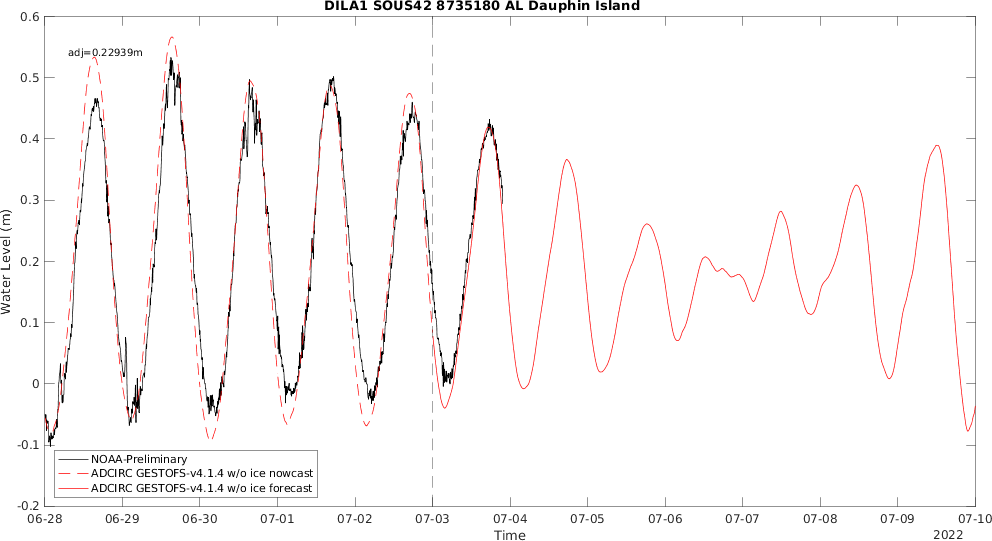 DILA1 SOUS42 8735180 AL Dauphin Island
adj=0.22939m
Water Level (m)
0.6
0.5
0.4
0.3
0.2
0.1
0
-0.1
-0.2
NOAA-Preliminary
ADCIRC GESTOFS-v4.1.4 w/o ice nowcast
ADCIRC GESTOFS-v4.1.4 w/o ice forecast
06-28 06-29 06-30 07-01 07-02 07-03 07-04 07-05 07-06 07-07 07-08 07-09 07-10
Time
2022